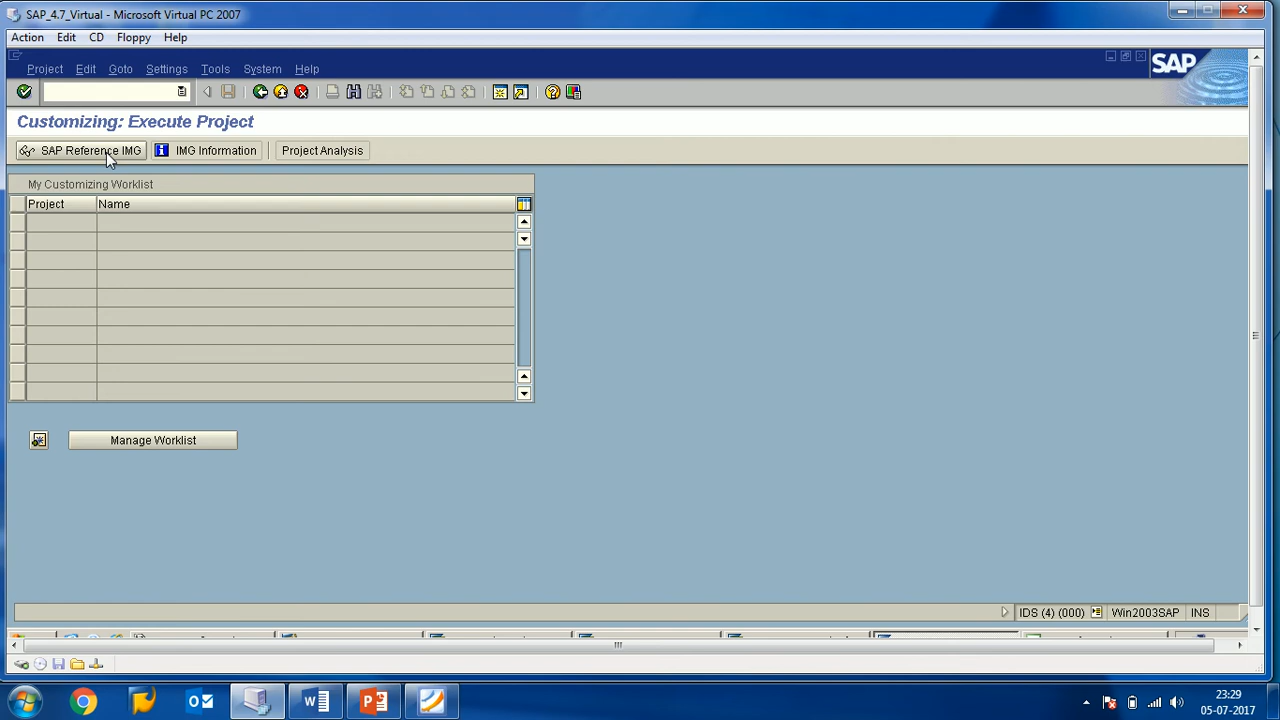 SAP_4.7_Virtual - Microsoft Virtual PC 2007
Action Edit CD Floppy Help
Project Edit Goto Settings Tools System Help
SAP
Customizing: Execute Project
SAP Reference IMG IMG Information Project Analysis
My Customizing Worklist
Project Name
Manage Worklist
IDS (4) (000) Win2003SAP INS
23:29
05-07-2017